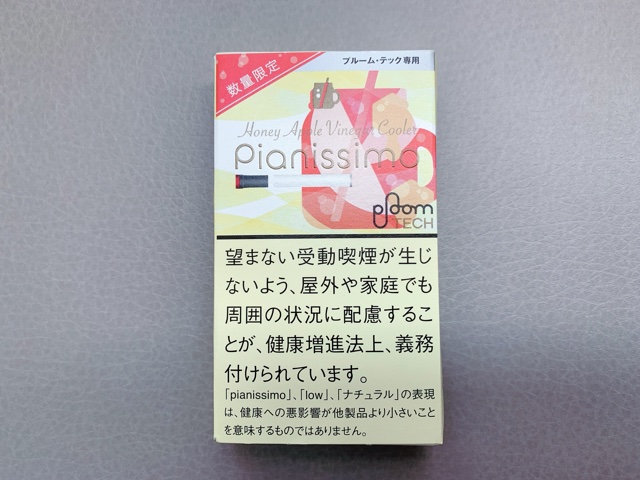 数量限定
プルーム・テック専用
Honey Apple Vinegar Cooler
pianissimo
ploom
TECH
望まない受動喫煙が生じ
ないよう、屋外や家庭でも
周囲の状況に配慮するこ
とが、健康増進法上、義務
付けられています。
「pianissimo」、「low」、「ナチュラル」の表現
は、健康への悪影響が他製品より小さいこと
を意味するものではありません。